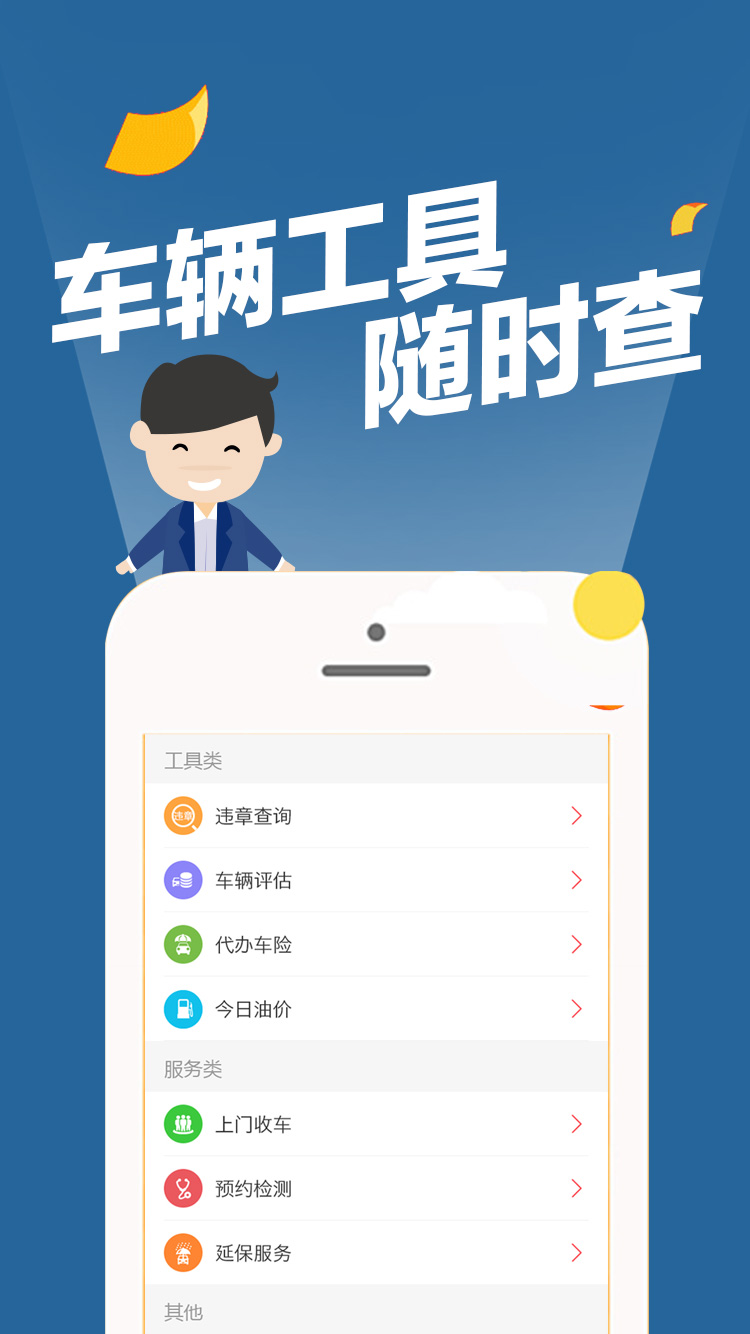 车辆工具
随时查
工具类
违章
违章查询
车辆评估
代办车险
今日油价
服务类
上门收车
预约检测
延保服务
其他